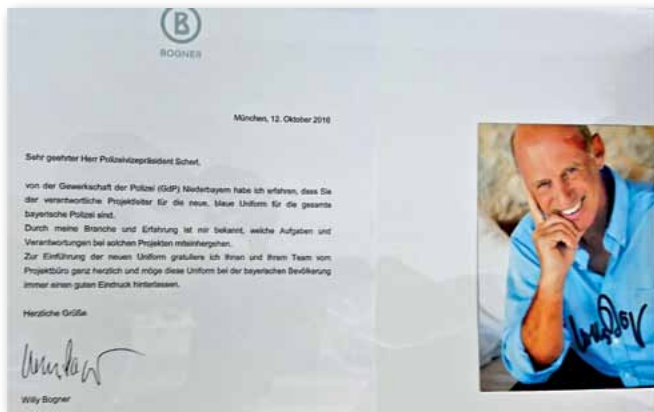 B
BOGNER
München, 12. Oktober 2016
Sehr geehrter Herr Polizeivizepräsident Scherf,
von der Gewerkschaft der Polizei (GdP) Niederbayern habe ich erfahren, dass Sie
der verantwortliche Projektleiter für die neue, blaue Uniform für die gesamte
bayerische Polizei sind.
Durch meine Branche und Erfahrung ist mir bekannt, welche Aufgaben und
Verantwortungen bei solchen Projekten miteinhergehen.
Zur Einführung der neuen Uniform gratuliere ich Ihnen und Ihrem Team vom
Projektbüro ganz herzlich und möge diese Uniform bei der bayerischen Bevölkerung
immer einen guten Eindruck hinterlassen.
Herzliche Grüße
Willy Bogner